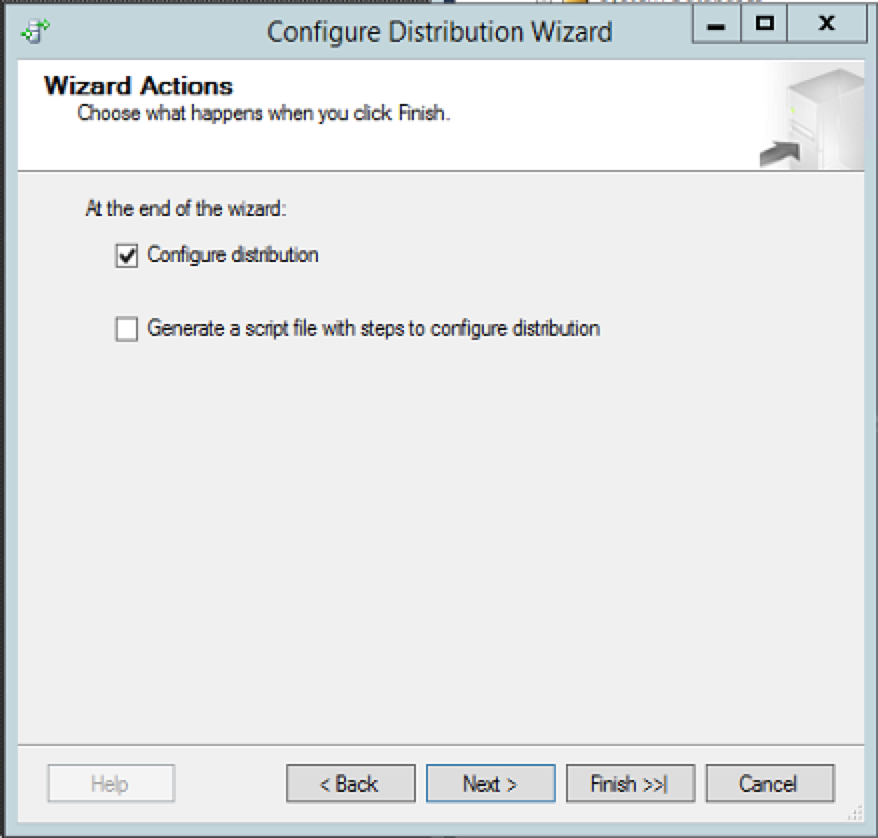 Configure Distribution Wizard
Wizard Actions
Choose what happens when you click Finish.
At the end of the wizard:
Configure distribution
Generate a script file with steps to configure distribution
Help
< Back
Next >
Finish >>|
Cancel